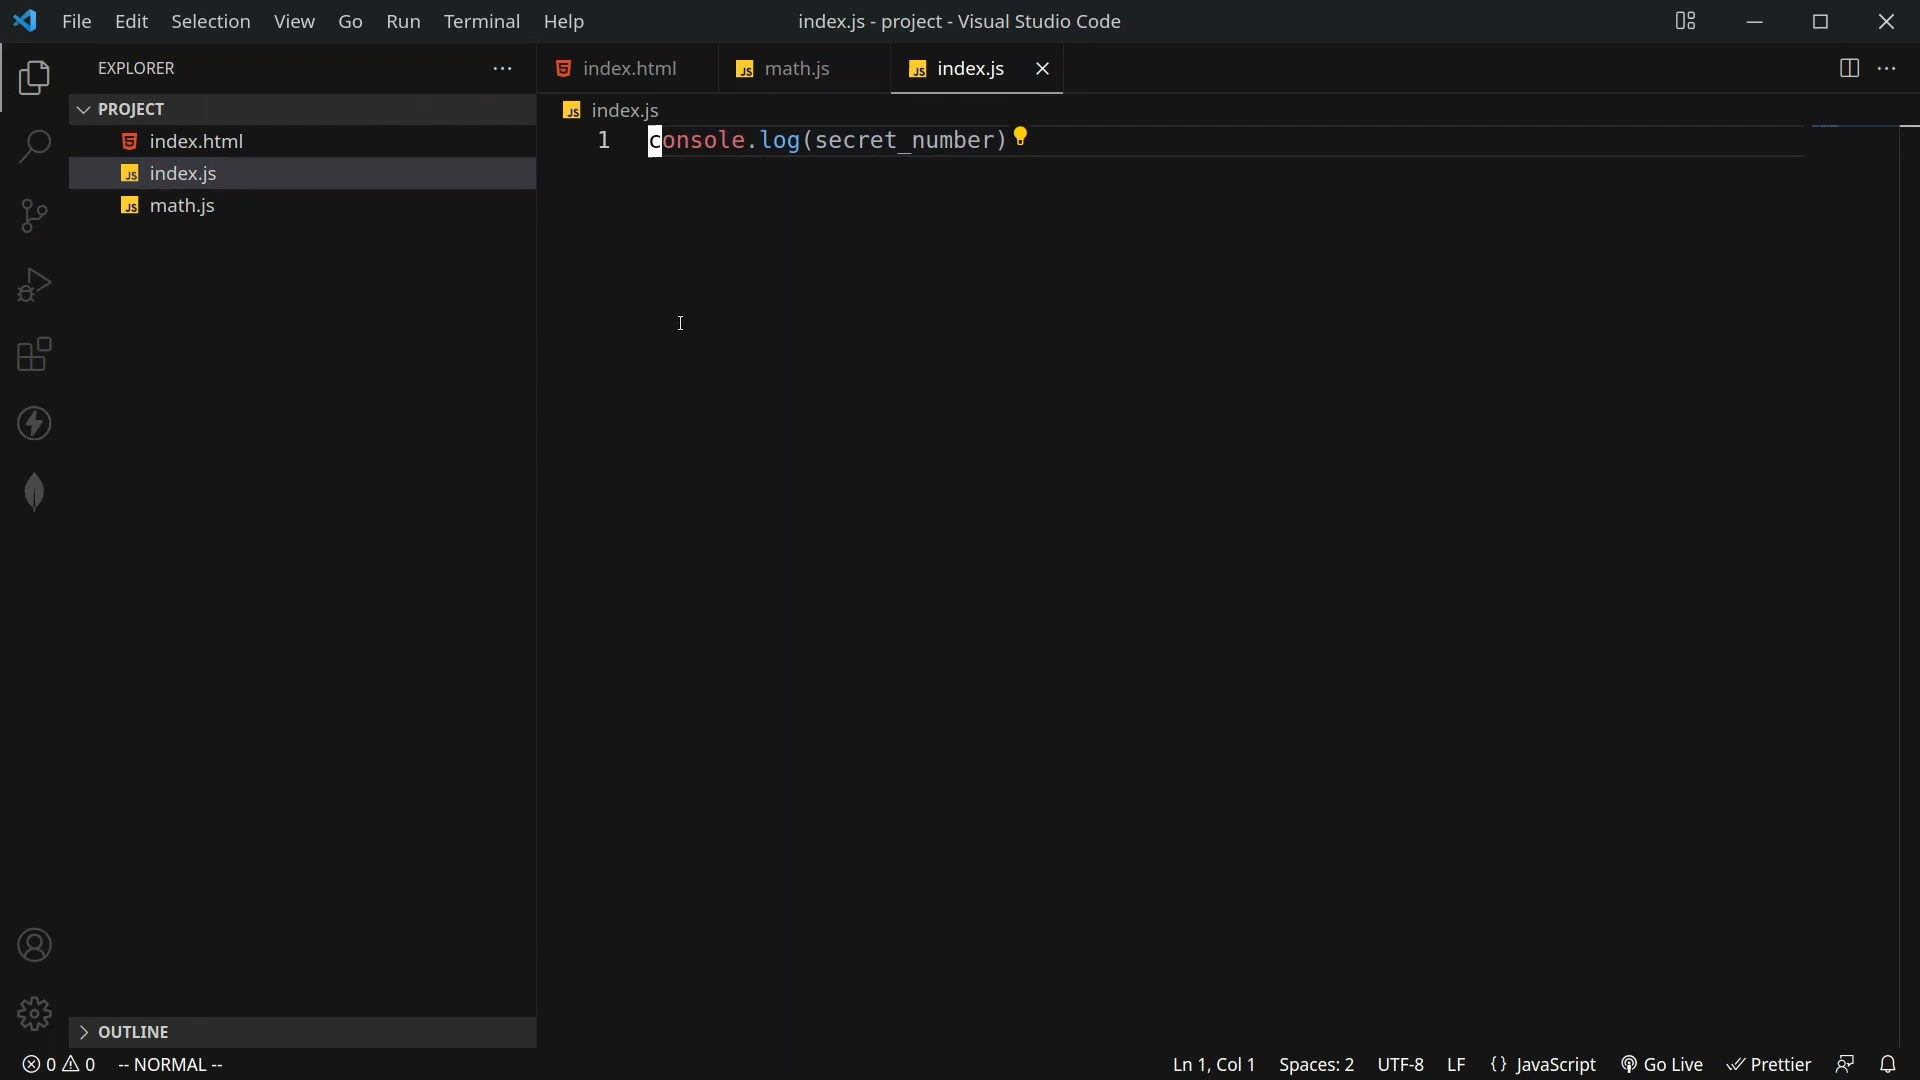 File Edit Selection View Go Run Terminal Help
index.js - project - Visual Studio Code
EXPLORER
PROJECT
index.html
index.js
math.js
OUTLINE
index.html
math.js
index.js
index.js
1 console.log(secret_number)
0 0 -- NORMAL --
Ln 1, Col 1 Spaces: 2 UTF-8 LF {} JavaScript Go Live Prettier